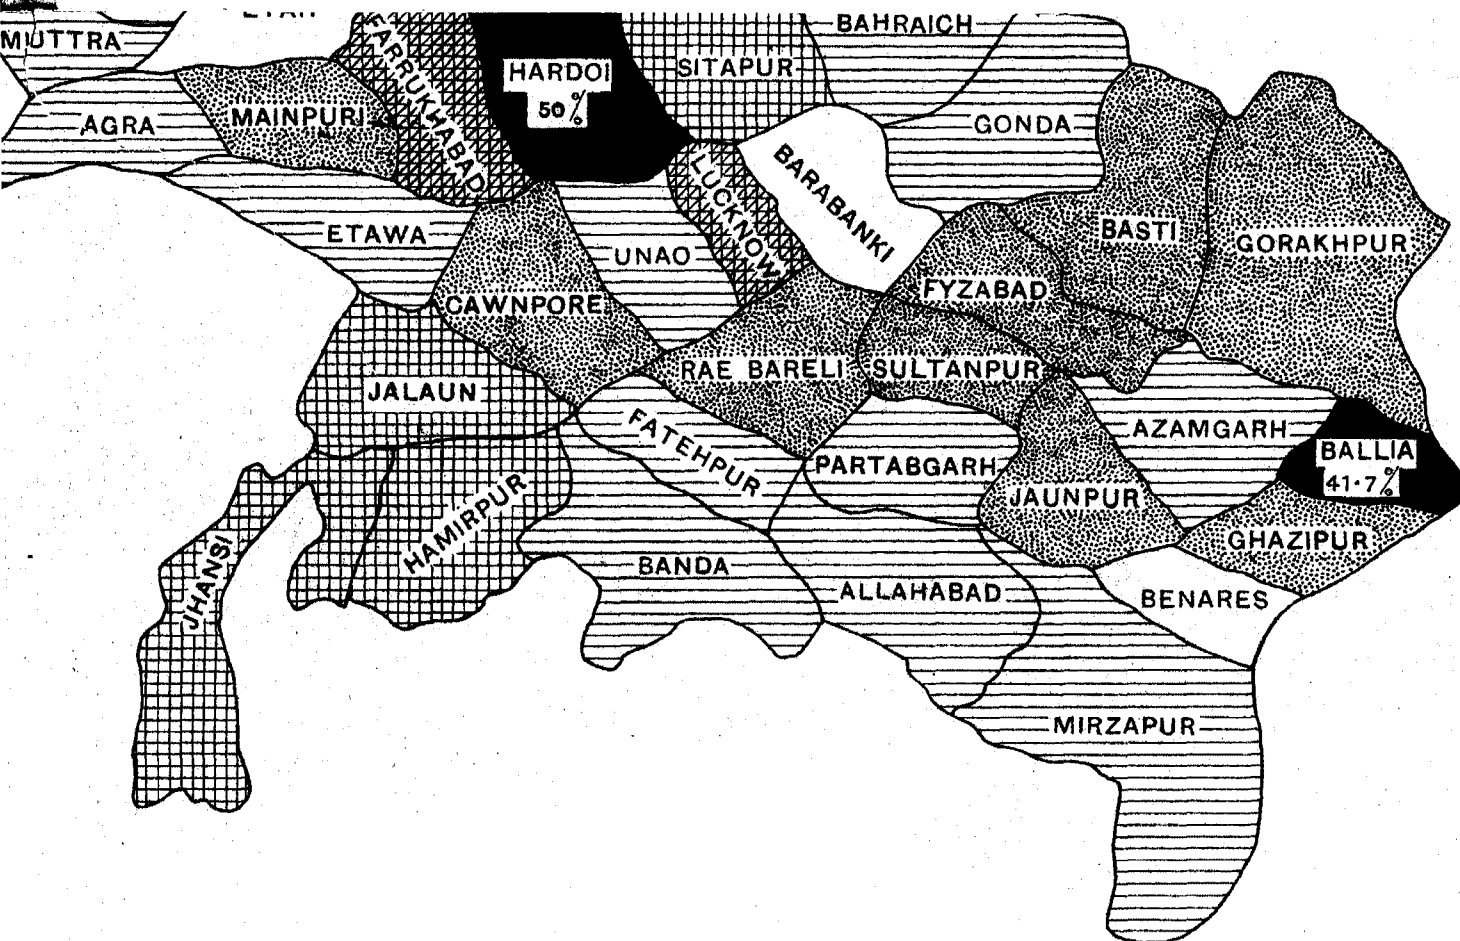 MUTTRA
BAHRAICH
HARDOI
50%
SITAPUR
FARRUKHABAD
AGRA
MAINPURI
GONDA
LUCKNOW
BARABANKI
ETAWA
UNAO
BASTI
GORAKHPUR
CAWNPORE
FYZABAD
RAE BARELI
SULTANPUR
JALAUN
FATEHPUR
AZAMGARH
BALLIA
41·7%
PARTABGARH
JAUNPUR
HAMIRPUR
JHANSI
GHAZIPUR
BANDA
ALLAHABAD
BENARES
MIRZAPUR